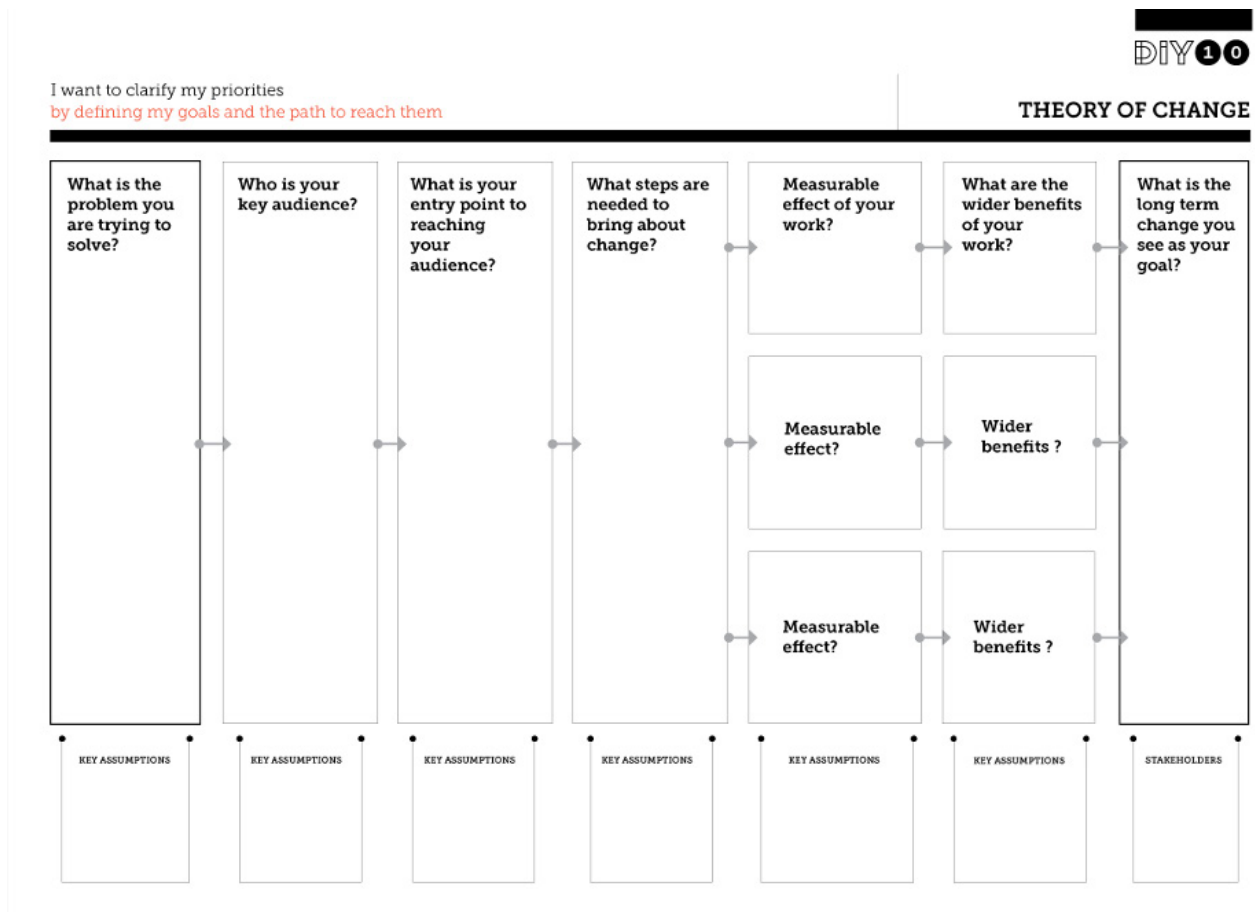 DIY 10
I want to clarify my priorities
by defining my goals and the path to reach them
THEORY OF CHANGE
What is the
problem you
are trying to
solve?
Who is your
key audience?
What is your
entry point to
reaching
your
audience?
What steps are
needed to
bring about
change?
Measurable
effect of your
work?
What are the
wider benefits
of your
work?
What is the
long term
change you
see as your
goal?
Measurable
effect?
Wider
benefits ?
Measurable
effect?
Wider
benefits ?
KEY ASSUMPTIONS
KEY ASSUMPTIONS
KEY ASSUMPTIONS
KEY ASSUMPTIONS
KEY ASSUMPTIONS
KEY ASSUMPTIONS
STAKEHOLDERS